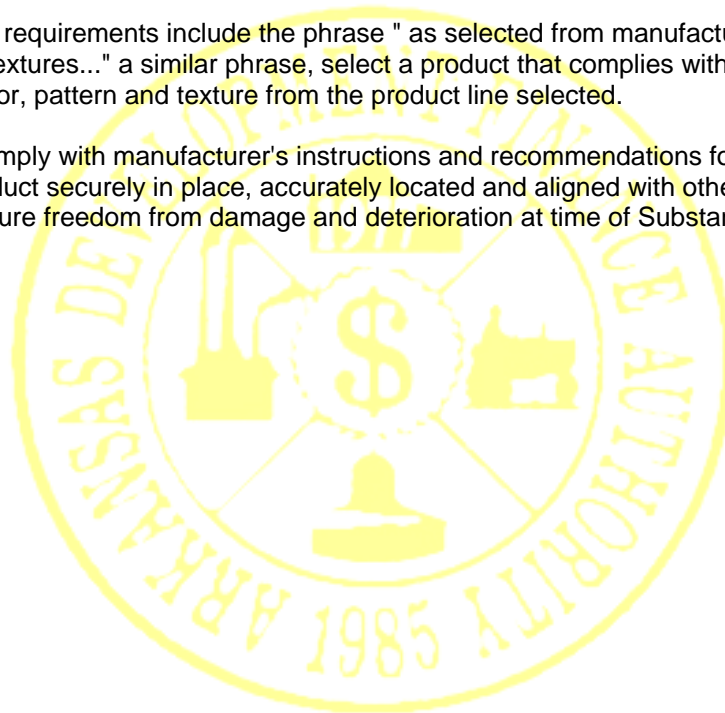 requirements include the phrase " as selected from manufactu
extures..." a similar phrase, select a product that complies with
or, pattern and texture from the product line selected.
mply with manufacturer's instructions and recommendations fo
duct securely in place, accurately located and aligned with othe
ure freedom from damage and deterioration at time of Substan
ARKANSAS DEVELOPMENT FINANCE AUTHORITY
$
1985